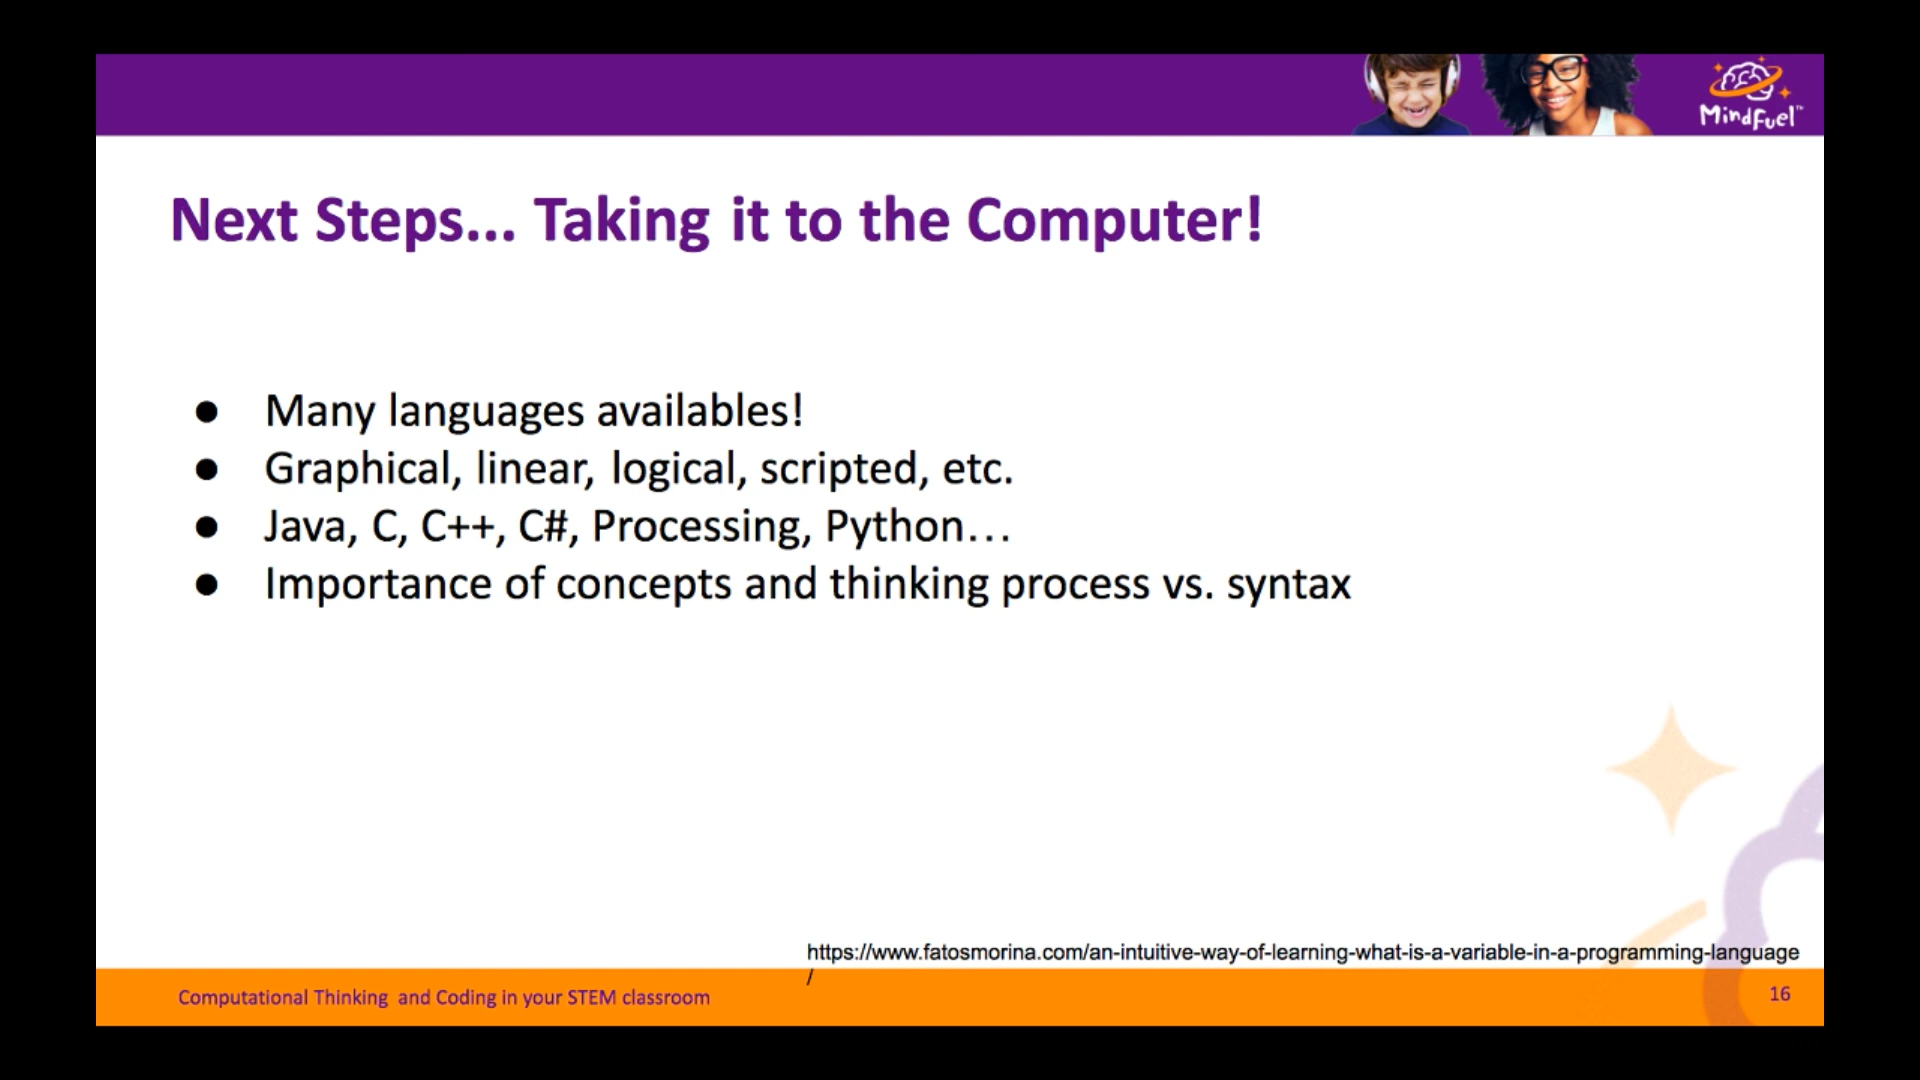 MindFuel™
Next Steps... Taking it to the Computer!
● Many languages availables!
● Graphical, linear, logical, scripted, etc.
● Java, C, C++, C#, Processing, Python…
● Importance of concepts and thinking process vs. syntax
https://www.fatosmorina.com/an-intuitive-way-of-learning-what-is-a-variable-in-a-programming-language
/
Computational Thinking and Coding in your STEM classroom
16